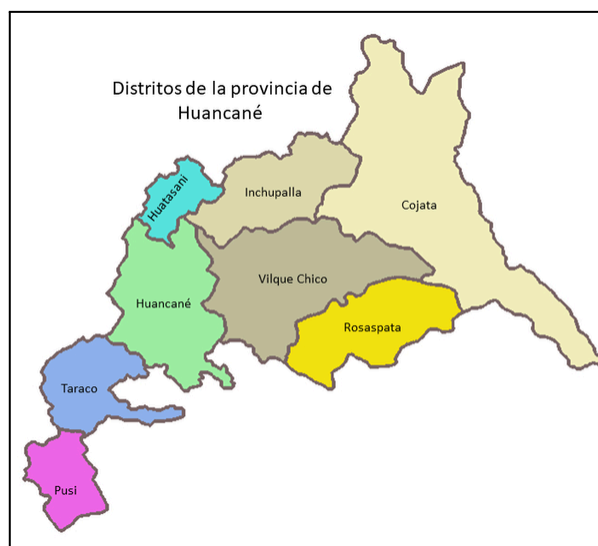 Distritos de la provincia de
Huancané
Huatasani
Inchupalla
Cojata
Vilque Chico
Huancané
Rosaspata
Taraco
Pusi